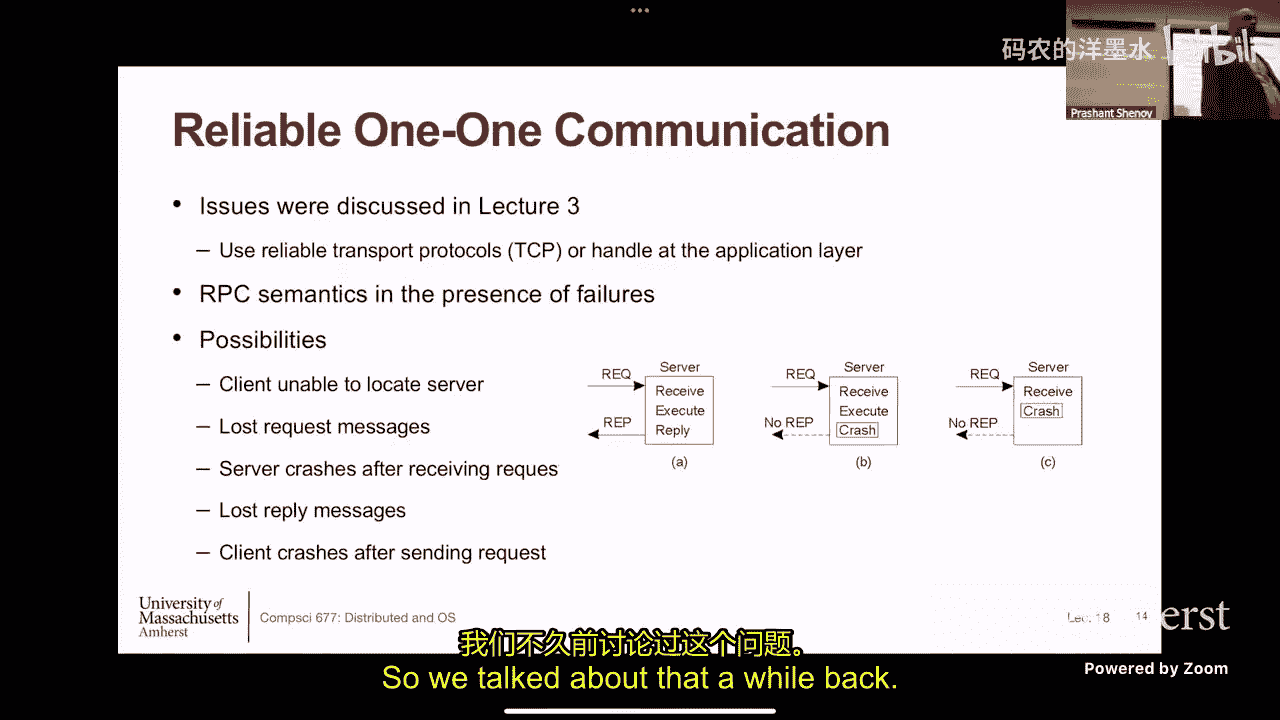 码农的洋墨水
bilibili
Prashant Shenoy
Reliable One-One Communication
• Issues were discussed in Lecture 3
– Use reliable transport protocols (TCP) or handle at the application layer
• RPC semantics in the presence of failures
• Possibilities
– Client unable to locate server
– Lost request messages
– Server crashes after receiving reques
– Lost reply messages
– Client crashes after sending request
Server
REQ
Receive
Execute
REP
Reply
(a)
Server
REQ
Receive
Execute
No REP
Crash
(b)
Server
REQ
Receive
Crash
No REP
(c)
University of
Massachusetts
Amherst
Compsci 677: Distributed and OS
Lec. 18
14
erst
我们不久前讨论过这个问题。
So we talked about that a while back.
Powered by Zoom